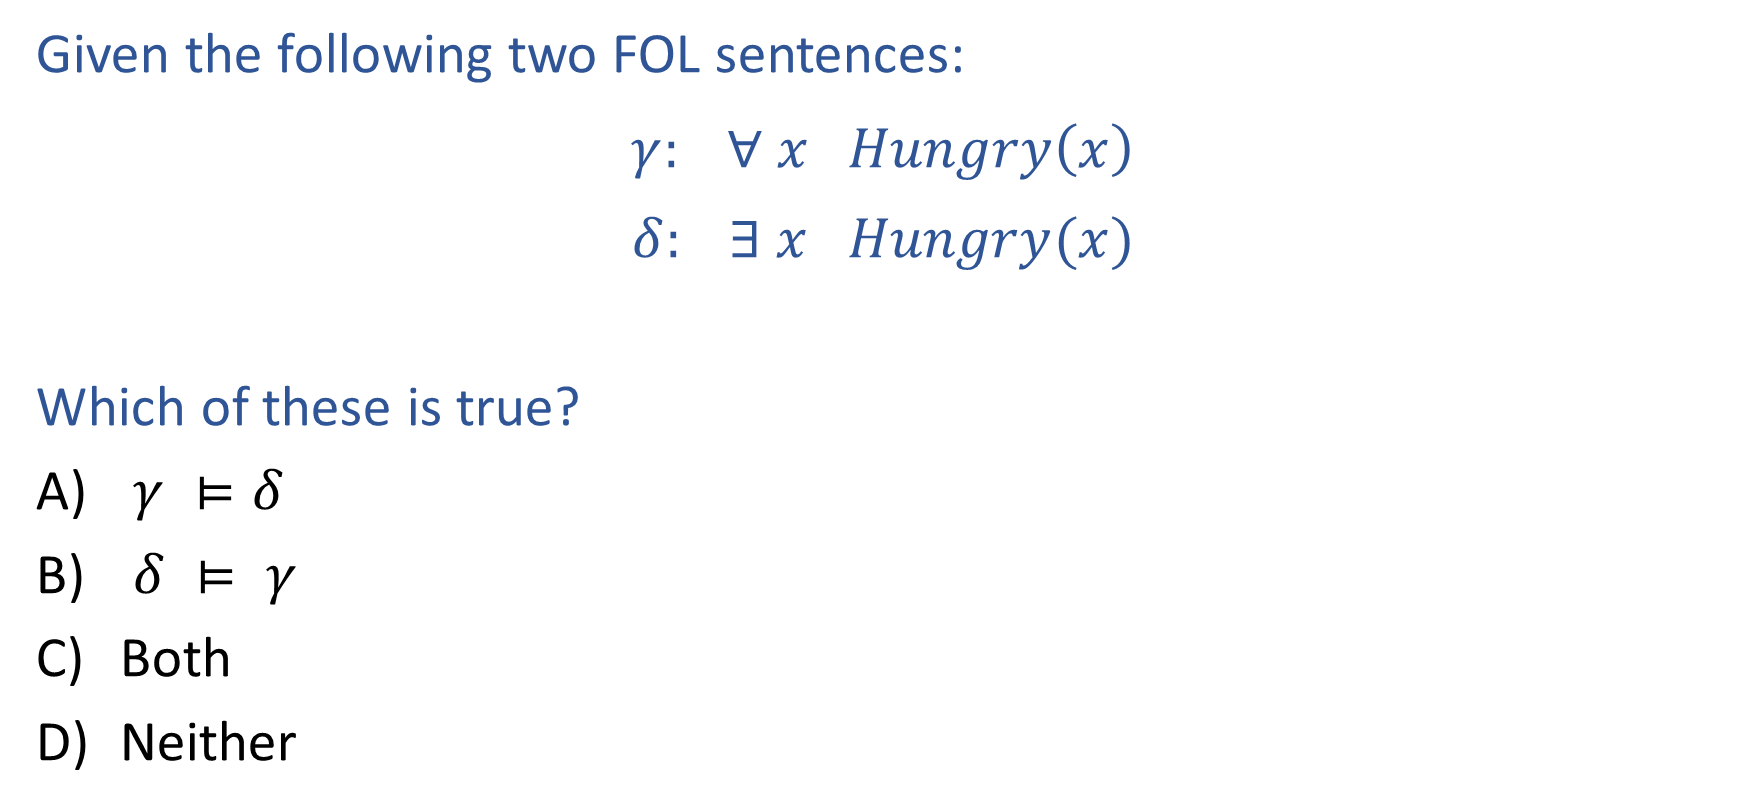 Given the following two FOL sentences:
γ: ∀ x Hungry(x)
δ: ∃ x Hungry(x)
Which of these is true?
A) γ ⊨ δ
B) δ ⊨ γ
C) Both
D) Neither